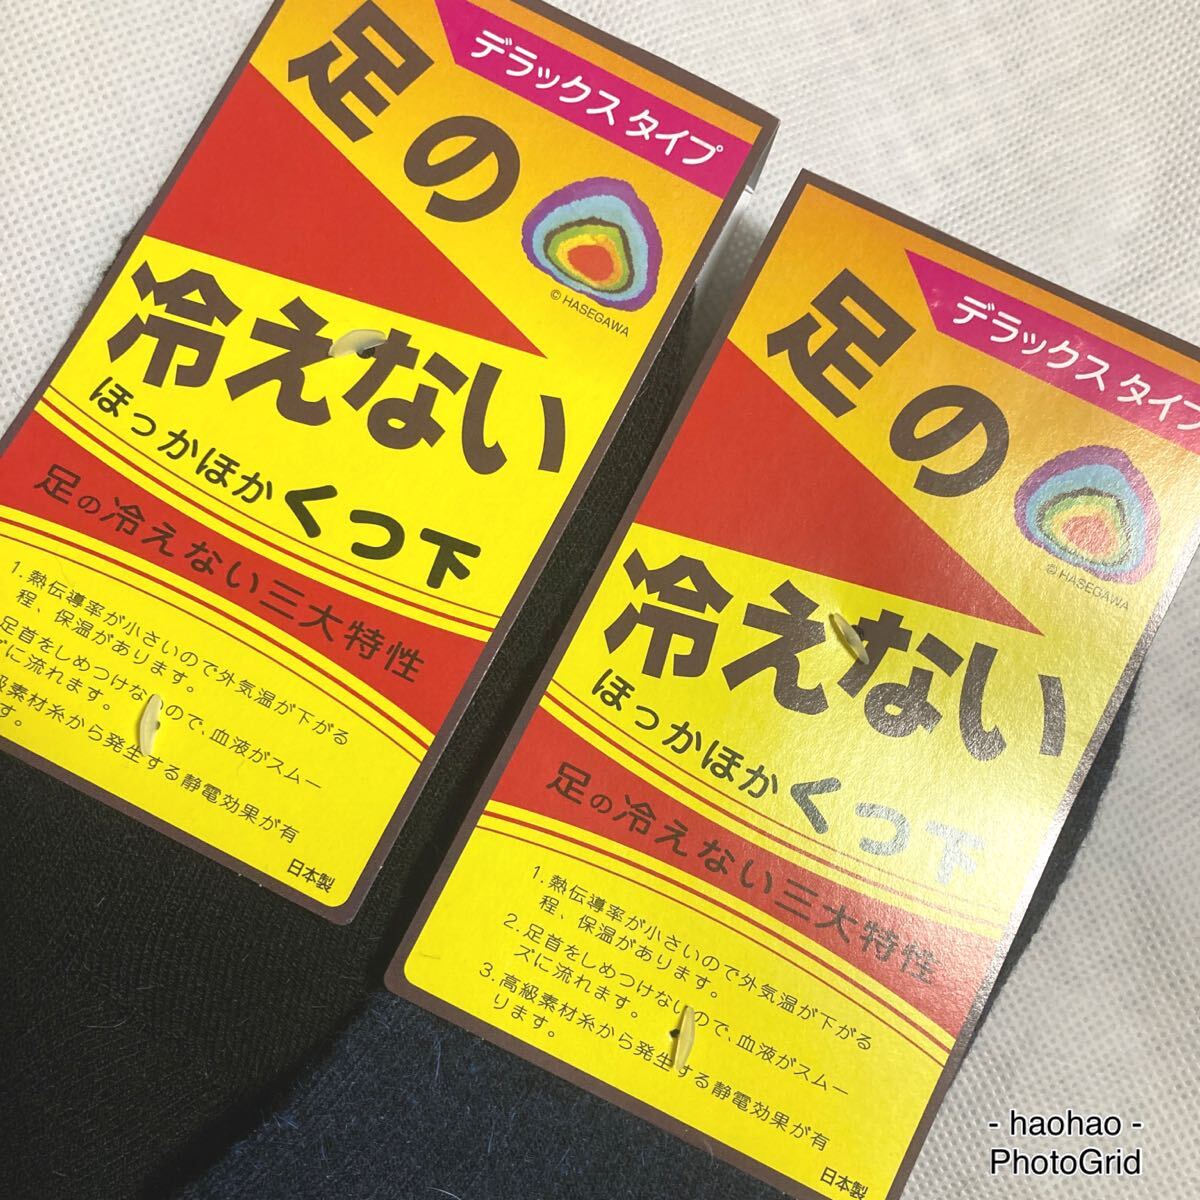 デラックス タイプ
足の
© HASEGAWA
冷えない
ほっかほか くつ下
足の冷えない三大特性
1. 熱伝導率が小さいので外気温が下がる
程、保温があります。
足首をしめつけないので、血液がスムー
ズに流れます。
級素材糸から発生する静電効果が有
す。
日本製
デラックス タイプ
足の
© HASEGAWA
冷えない
ほっかほか くつ下
足の冷えない三大特性
1. 熱伝導率が小さいので外気温が下がる
程、保温があります。
2. 足首をしめつけないので、血液がスムー
ズに流れます。
3. 高級素材糸から発生する静電効果が有
ります。
日本製
- haohao -
PhotoGrid